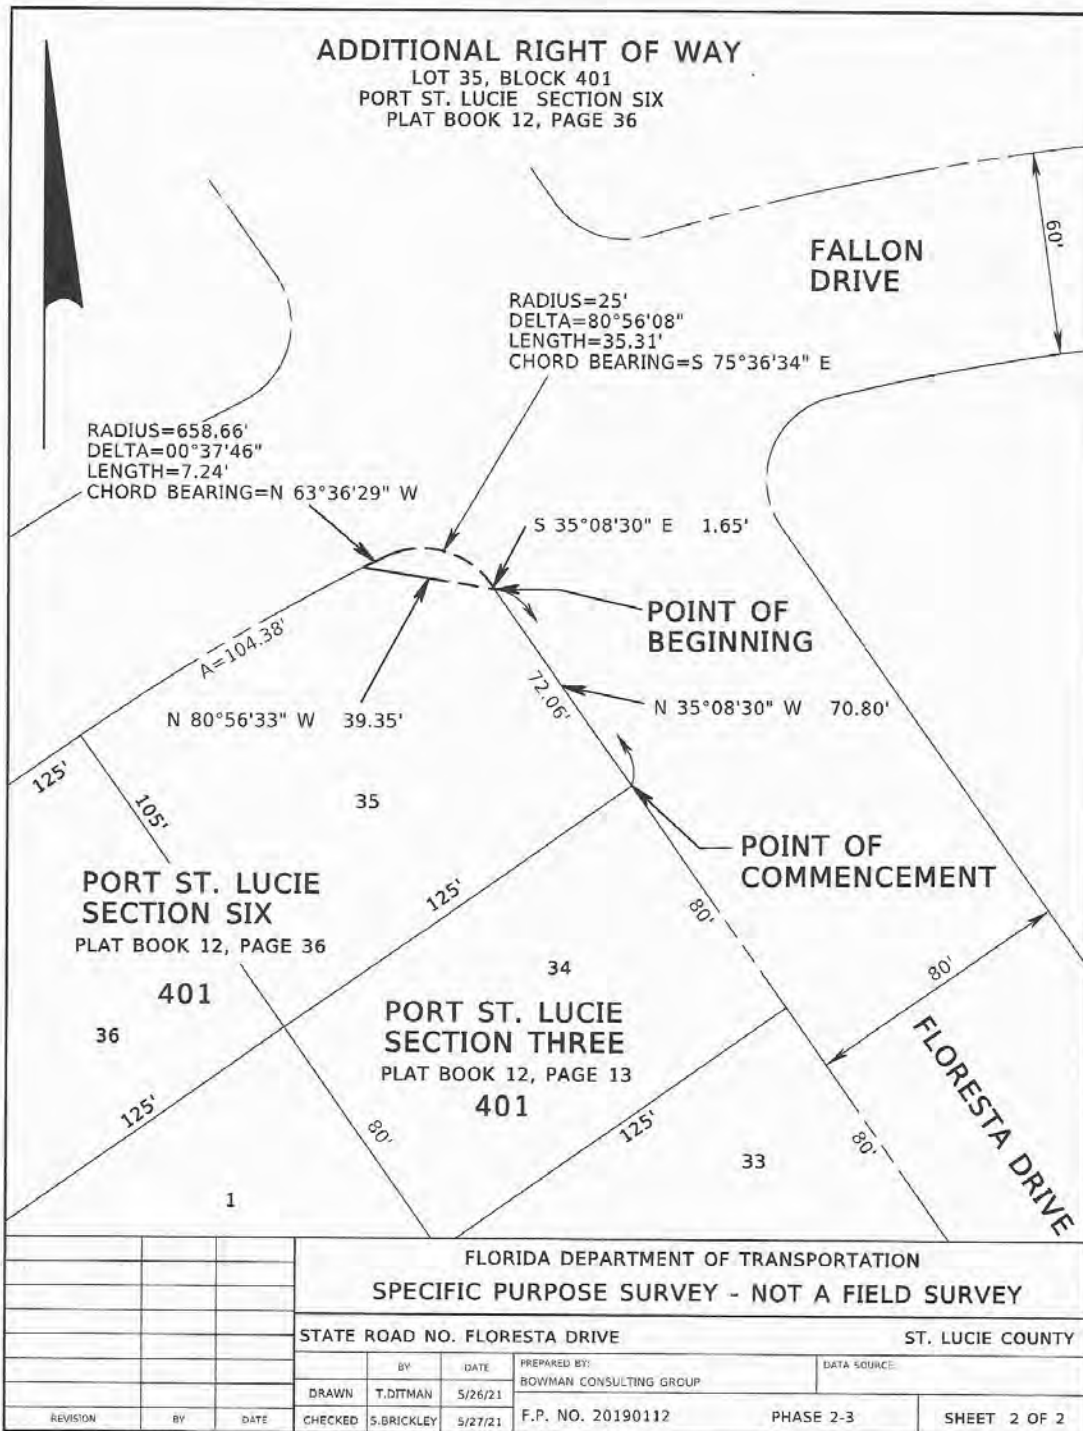 ADDITIONAL RIGHT OF WAY
LOT 35, BLOCK 401
PORT ST. LUCIE SECTION SIX
PLAT BOOK 12, PAGE 36
FALLON
DRIVE
60'
RADIUS=25'
DELTA=80°56'08"
LENGTH=35.31'
CHORD BEARING=S 75°36'34" E
RADIUS=658.66'
DELTA=00°37'46"
LENGTH=7.24'
CHORD BEARING=N 63°36'29" W
S 35°08'30" E 1.65'
POINT OF
BEGINNING
A=104.38'
N 80°56'33" W 39.35'
72.06'
N 35°08'30" W 70.80'
125'
105'
35
POINT OF
COMMENCEMENT
PORT ST. LUCIE
SECTION SIX
PLAT BOOK 12, PAGE 36
401
36
125'
80'
80'
34
PORT ST. LUCIE
SECTION THREE
PLAT BOOK 12, PAGE 13
401
FLORESTA DRIVE
125'
80'
125'
80'
33
1
FLORIDA DEPARTMENT OF TRANSPORTATION
SPECIFIC PURPOSE SURVEY - NOT A FIELD SURVEY
STATE ROAD NO. FLORESTA DRIVE ST. LUCIE COUNTY
BY DATE PREPARED BY: DATA SOURCE:
BOWMAN CONSULTING GROUP
DRAWN T.DITMAN 5/26/21
REVISION BY DATE CHECKED S.BRICKLEY 5/27/21 F.P. NO. 20190112 PHASE 2-3 SHEET 2 OF 2